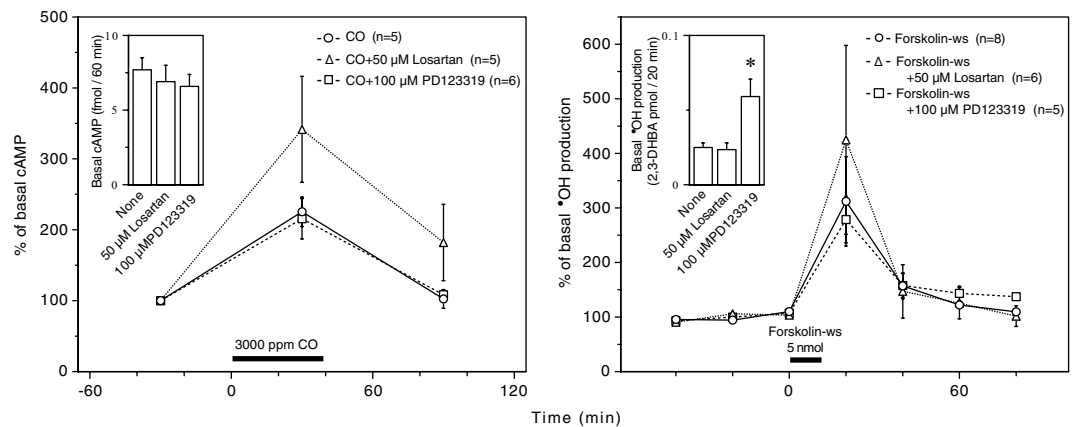 500
400
300
200
100
0
% of basal cAMP
-60
0
60
120
10
5
0
Basal cAMP (fmol / 60 min)
None
50 µM Losartan
100 µMPD123319
CO (n=5)
CO+50 µM Losartan (n=5)
CO+100 µM PD123319 (n=6)
3000 ppm CO
600
500
400
300
200
100
0
% of basal •OH production
0
60
0.1
0
Basal •OH production
(2,3-DHBA pmol / 20 min)
*
None
50 µM Losartan
100 µMPD123319
Forskolin-ws (n=8)
Forskolin-ws
+50 µM Losartan (n=6)
Forskolin-ws
+100 µM PD123319 (n=5)
Forskolin-ws
5 nmol
Time (min)